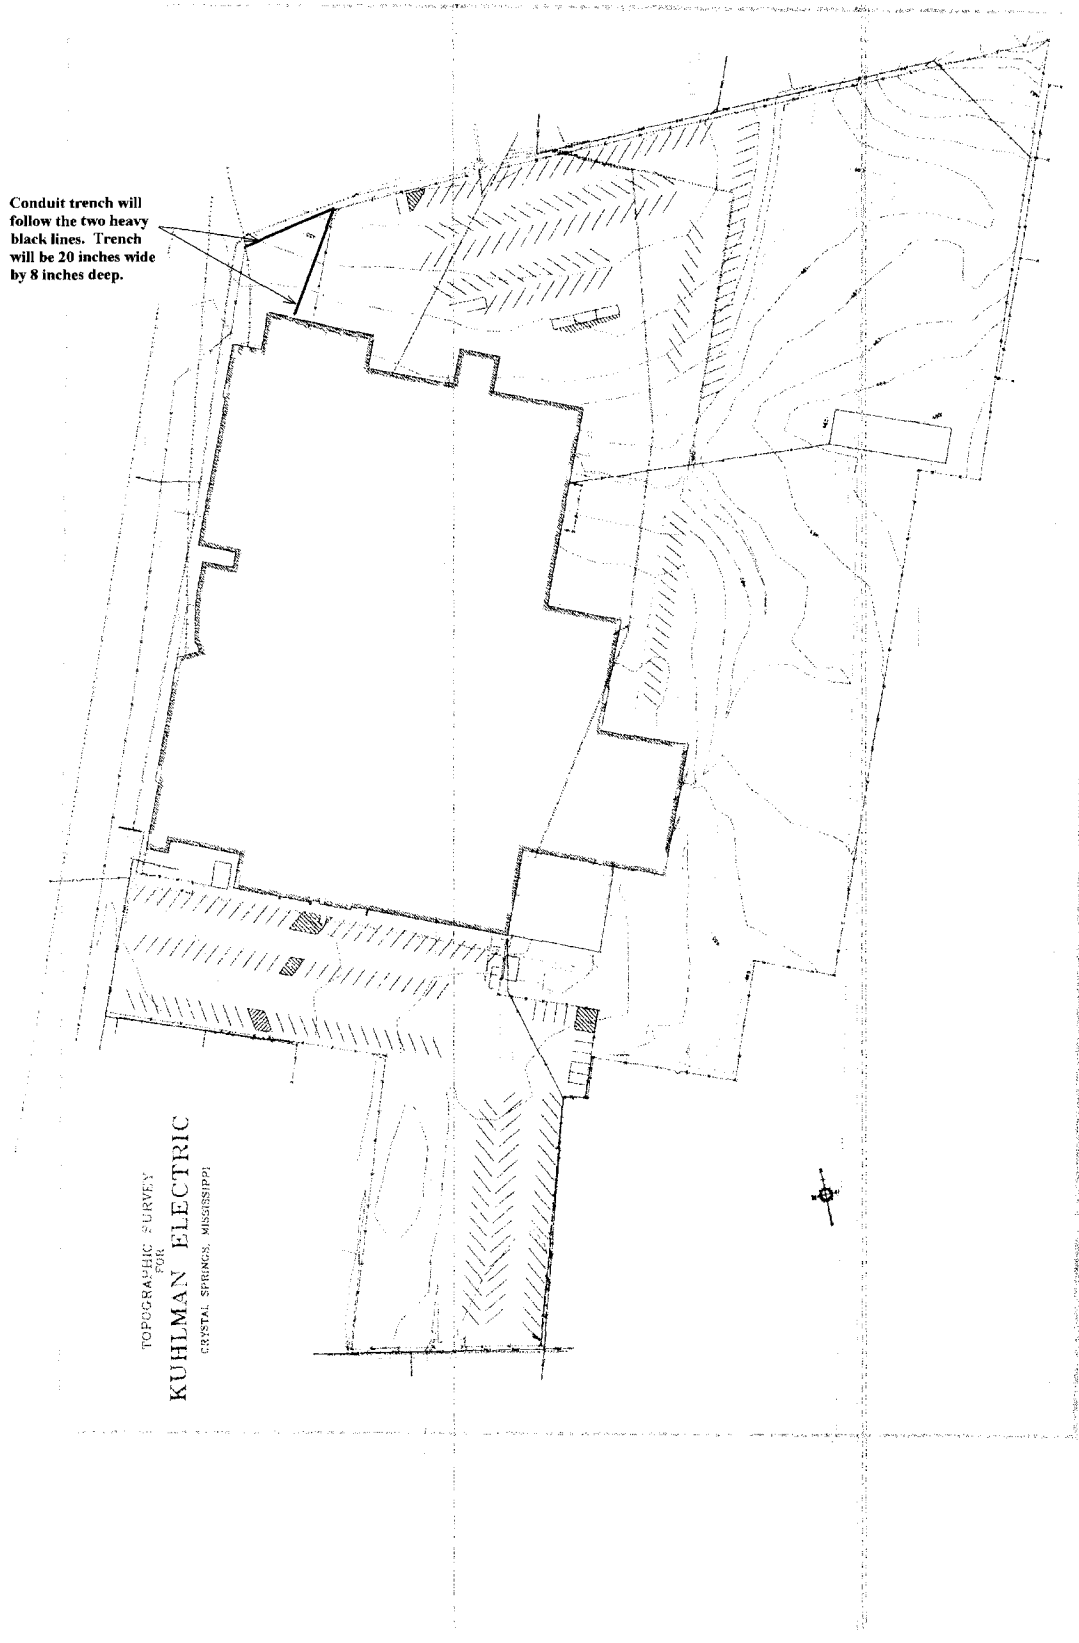 Conduit trench will
follow the two heavy
black lines. Trench
will be 20 inches wide
by 8 inches deep.
TOPOGRAPHIC SURVEY
FOR
KUHLMAN ELECTRIC
CRYSTAL SPRINGS, MISSISSIPPI